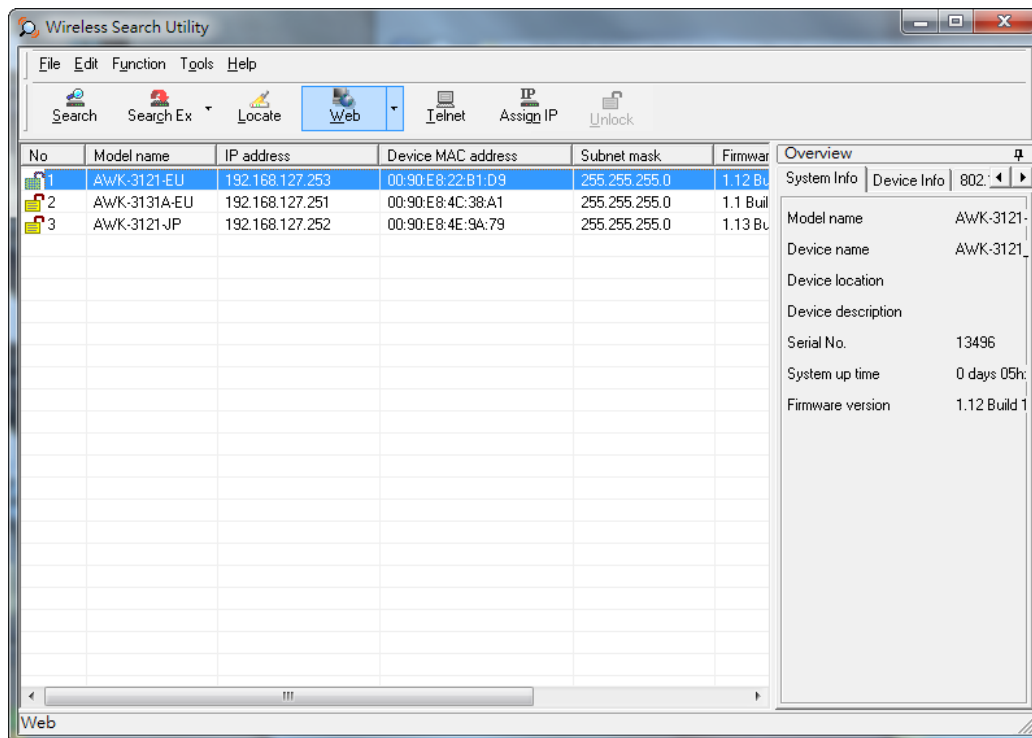 Wireless Search Utility
File Edit Function Tools Help
Search Search Ex Locate Web Telnet Assign IP Unlock
No Model name IP address Device MAC address Subnet mask Firmwar
1 AWK-3121-EU 192.168.127.253 00:90:E8:22:B1:D9 255.255.255.0 1.12 Bu
2 AWK-3131A-EU 192.168.127.251 00:90:E8:4C:38:A1 255.255.255.0 1.1 Buil
3 AWK-3121-JP 192.168.127.252 00:90:E8:4E:9A:79 255.255.255.0 1.13 Bu
Overview
System Info Device Info 802.1
Model name AWK-3121-
Device name AWK-3121_
Device location
Device description
Serial No. 13496
System up time 0 days 05h:
Firmware version 1.12 Build 1
Web